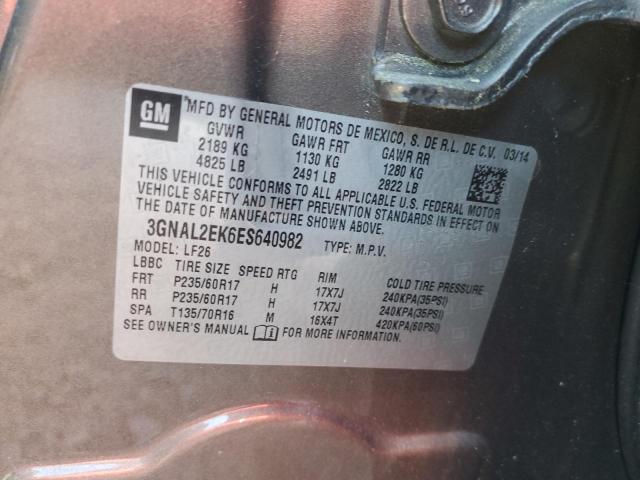 GM
MFD BY GENERAL MOTORS DE MEXICO, S. DE R.L. DE C.V. 03/14
GVWR GAWR FRT GAWR RR
2189 KG 1130 KG 1280 KG
4825 LB 2491 LB 2822 LB
THIS VEHICLE CONFORMS TO ALL APPLICABLE U.S. FEDERAL MOTOR
VEHICLE SAFETY AND THEFT PREVENTION STANDARDS IN EFFECT ON
THE DATE OF MANUFACTURE SHOWN ABOVE.
3GNAL2EK6ES640982 TYPE: M.P.V.
MODEL: LF26
LBBC TIRE SIZE SPEED RTG RIM COLD TIRE PRESSURE
FRT P235/60R17 H 17X7J 240KPA(35PSI)
RR P235/60R17 H 17X7J 240KPA(35PSI)
SPA T135/70R16 M 16X4T 420KPA(60PSI)
SEE OWNER'S MANUAL FOR MORE INFORMATION.